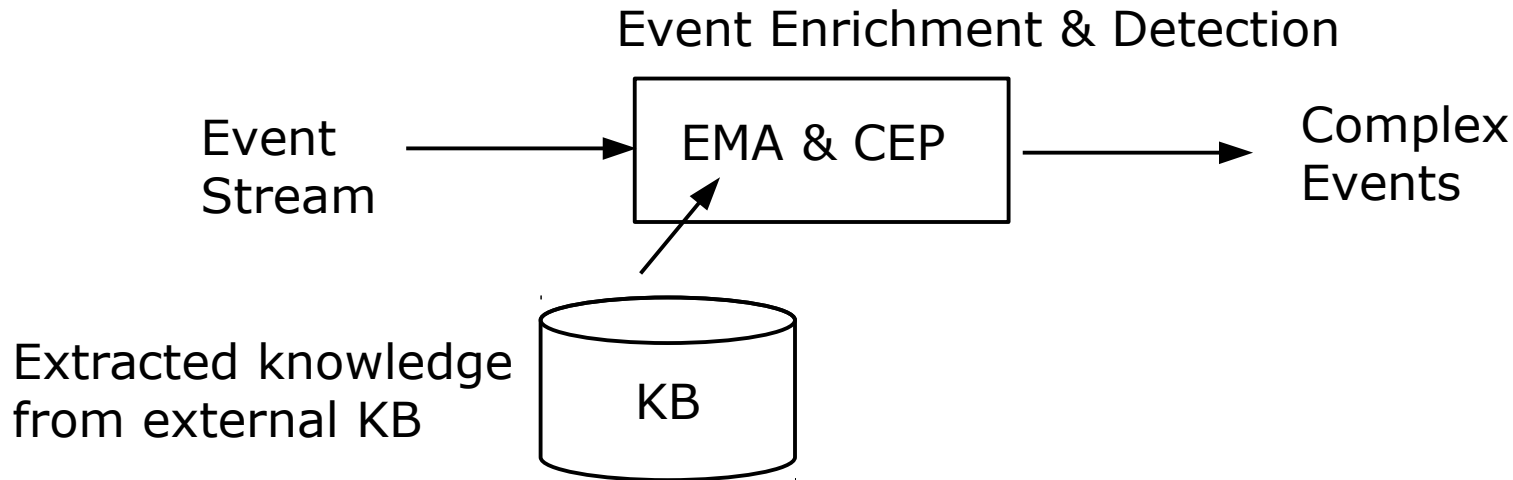 Event Enrichment & Detection
Event
Stream
EMA & CEP
Complex
Events
Extracted knowledge
from external KB
KB